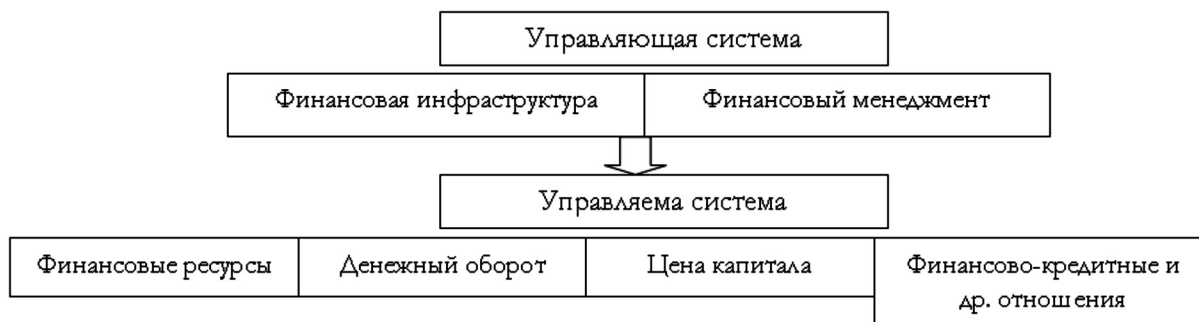 Управляющая система
Финансовая инфраструктура
Финансовый менеджмент
Управляема система
Финансовые ресурсы
Денежный оборот
Цена капитала
Финансово-кредитные и
др. отношения